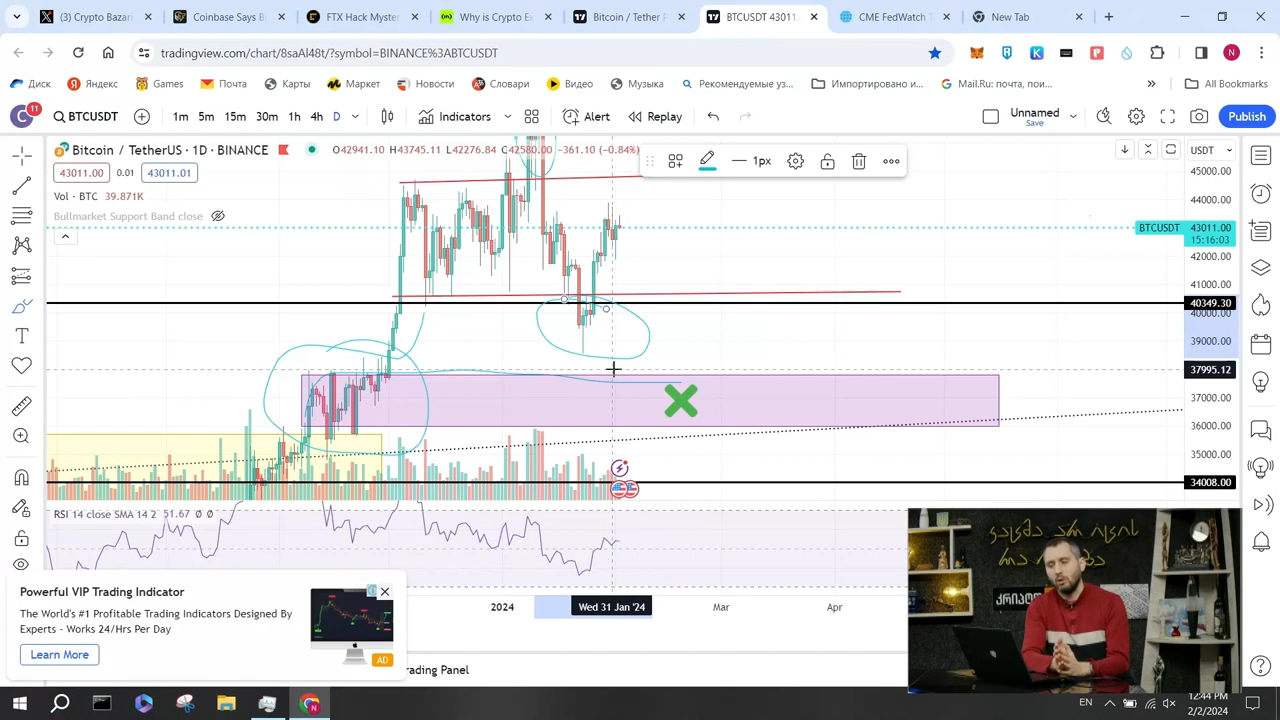 (X) Kazan Bazar
Coinbase Says B
FTX Hack Myster
Why is Crypto Ex
Bitcoin / Tether P
BTCUSDT 43011.
CME FedWatch T
New Tab
tradingview.com/chart/8saAl48t/?symbol=BINANCE%3ABTCUSDT
N
Диск
Яндекс
Games
Почта
Карты
Маркет
Новости
Словари
Видео
Музыка
Рекомендуемые уз...
Импортировано и...
Mail.Ru: почта, пои...
All Bookmarks
C 11
BTCUSDT
1m 5m 15m 30m 1h 4h D
Indicators
Alert
Replay
Unnamed
Save
Publish
Bitcoin / TetherUS · 1D · BINANCE
O42941.10 H43745.11 L42276.84 C42580.00 −361.10 (−0.84%)
1px
USDT
43011.00 0.01 43011.01
Vol · BTC 39.871K
Bullmarket Support Band close
45000.00
44000.00
BTCUSDT 43011.00
15:16:03
42000.00
41000.00
40349.30
40000.00
39000.00
37995.12
37000.00
36000.00
35000.00
34008.00
RSI 14 close SMA 14 2 51.67 Ø Ø
Powerful VIP Trading Indicator
The World's #1 Profitable Trading Indicators Designed By
Experts - Works 24/Hrs Per Day
Learn More
AD
2024
Wed 31 Jan '24
Mar
Apr
rading Panel
EN
12:44 PM
2/2/2024